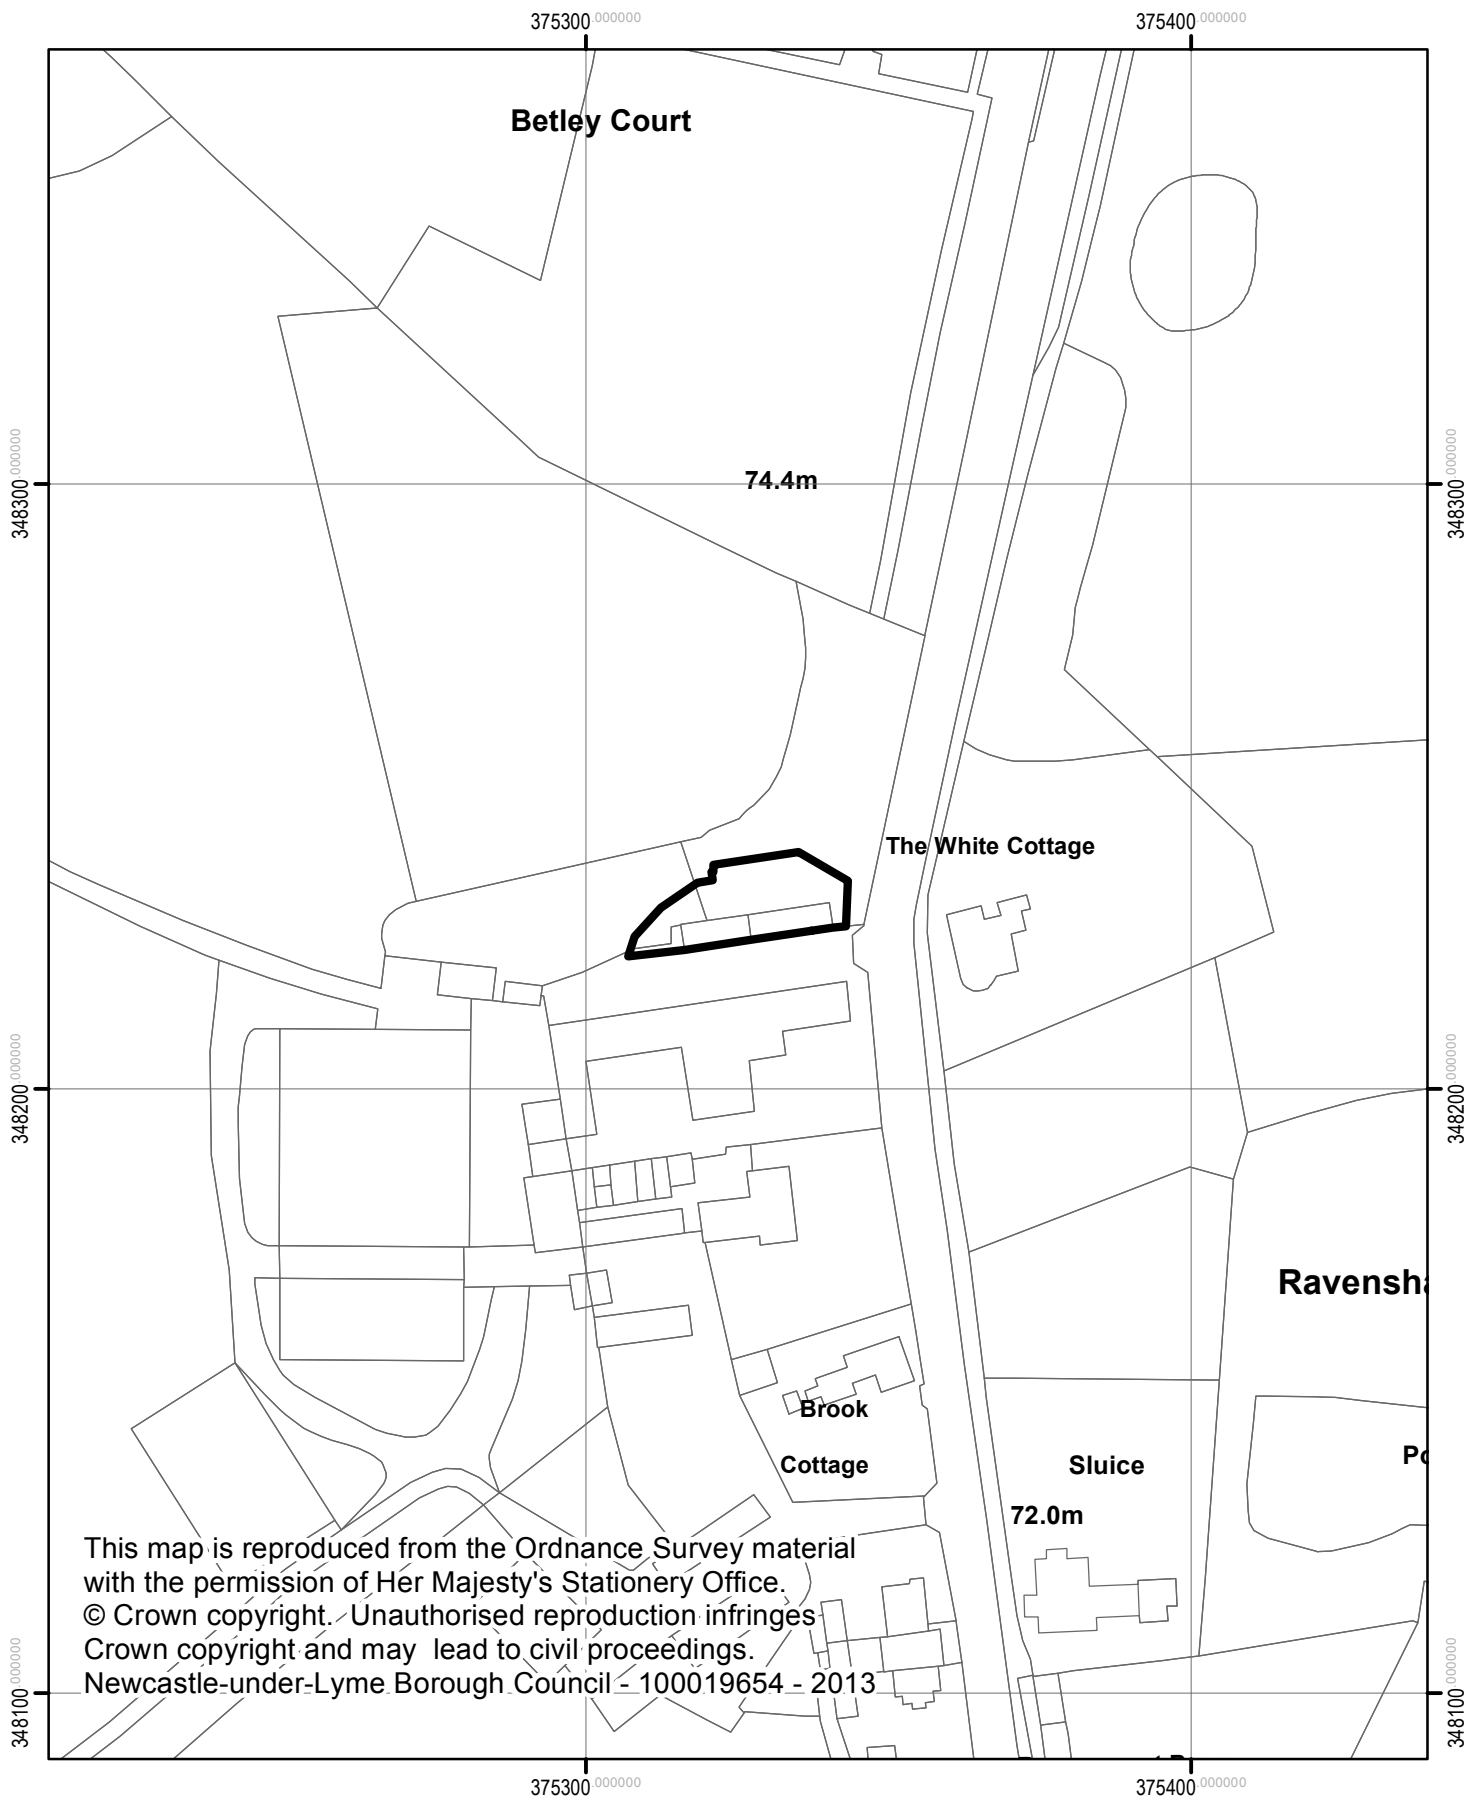 375300.000000
375400.000000
Betley Court
74.4m
348300.000000
348300.000000
The White Cottage
348200.000000
348200.000000
Ravensha
Brook
Cottage
Sluice
Po
72.0m
This map is reproduced from the Ordnance Survey material
with the permission of Her Majesty's Stationery Office.
© Crown copyright. Unauthorised reproduction infringes
Crown copyright and may lead to civil proceedings.
Newcastle-under-Lyme Borough Council - 100019654 - 2013
348100.000000
348100.000000
375300.000000
375400.000000